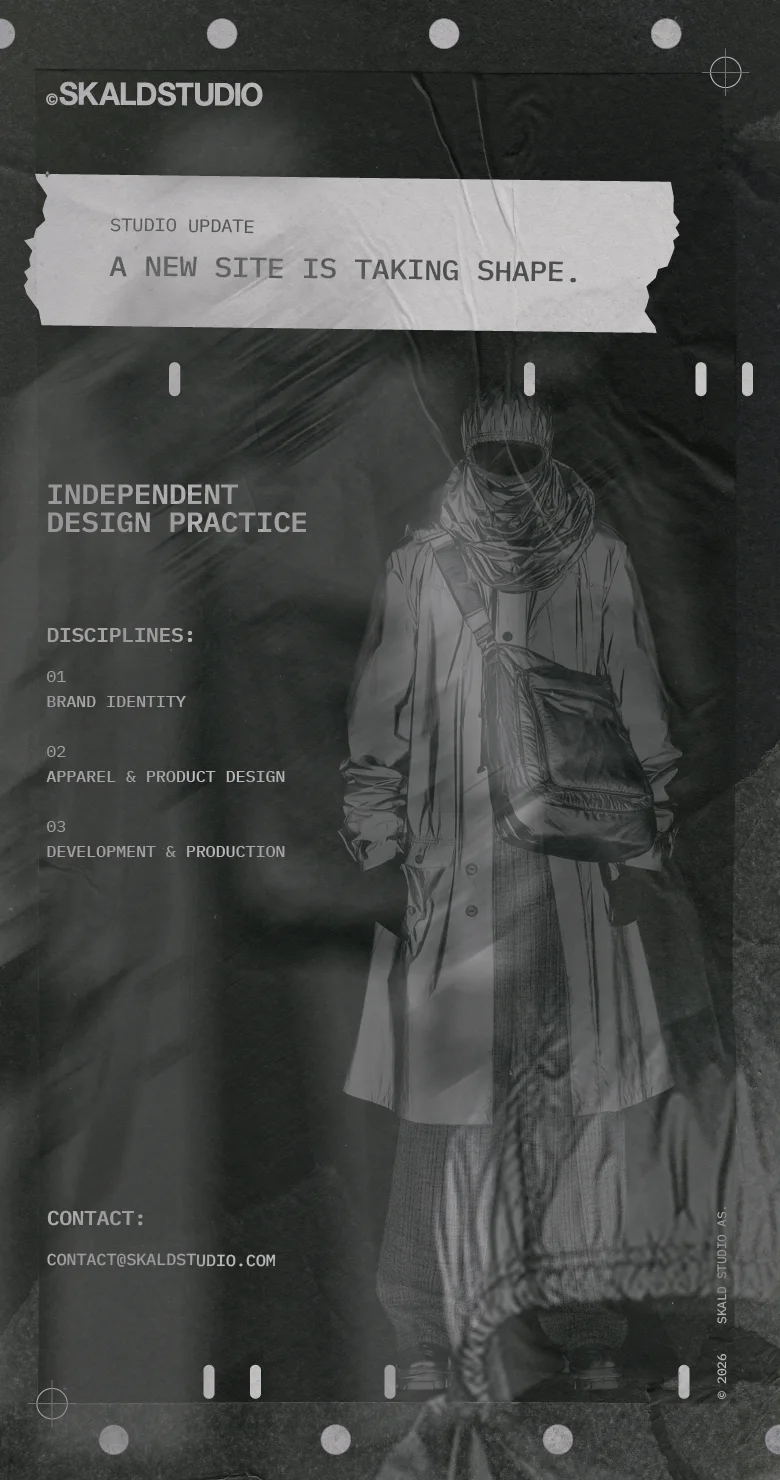 ©SKALDSTUDIO
STUDIO UPDATE
A NEW SITE IS TAKING SHAPE.
INDEPENDENT
DESIGN PRACTICE
DISCIPLINES:
01
BRAND IDENTITY
02
APPAREL & PRODUCT DESIGN
03
DEVELOPMENT & PRODUCTION
CONTACT:
CONTACT@SKALDSTUDIO.COM
© 2026 SKALD STUDIO AS.